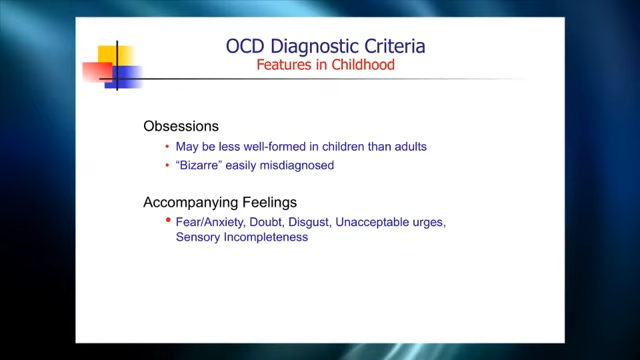 OCD Diagnostic Criteria
Features in Childhood
Obsessions
• May be less well-formed in children than adults
• “Bizarre” easily misdiagnosed
Accompanying Feelings
• Fear/Anxiety, Doubt, Disgust, Unacceptable urges,
Sensory Incompleteness